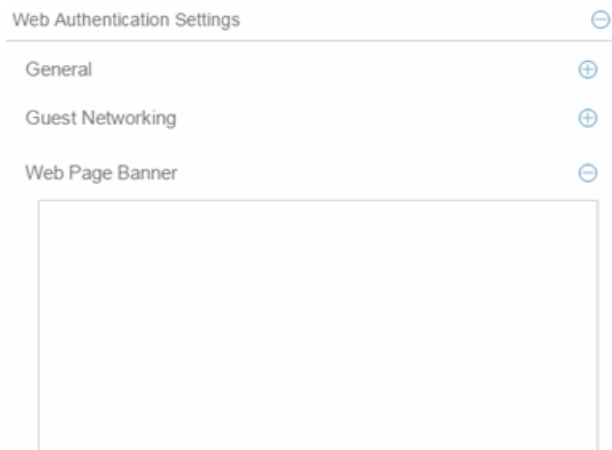 Web Authentication Settings
General
Guest Networking
Web Page Banner